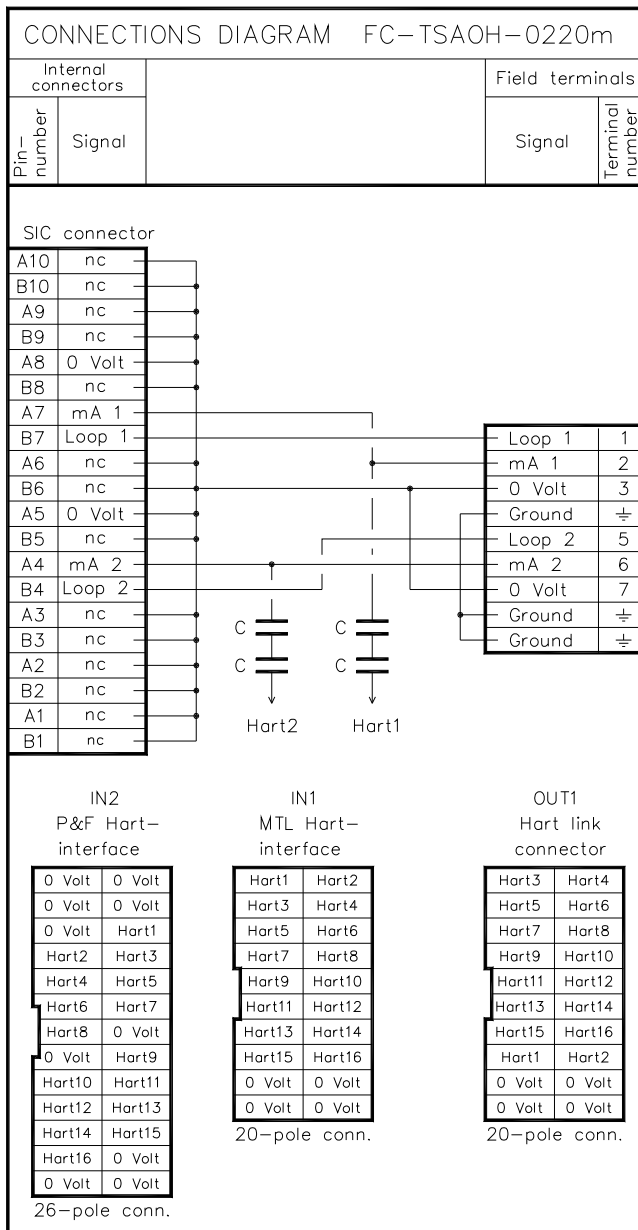 CONNECTIONS DIAGRAM FC-TSAOH-0220m
Internal connectors
Field terminals
Pin-number
Signal
Signal
Terminal number
SIC connector
A10 nc
B10 nc
A9 nc
B9 nc
A8 0 Volt
B8 nc
A7 mA 1
B7 Loop 1
A6 nc
B6 nc
A5 0 Volt
B5 nc
A4 mA 2
B4 Loop 2
A3 nc
B3 nc
A2 nc
B2 nc
A1 nc
B1 nc
Loop 1 1
mA 1 2
0 Volt 3
Ground ⏚
Loop 2 5
mA 2 6
0 Volt 7
Ground ⏚
Ground ⏚
C C
C C
Hart2 Hart1
IN2
P&F Hart-
interface
0 Volt 0 Volt
0 Volt 0 Volt
0 Volt Hart1
Hart2 Hart3
Hart4 Hart5
Hart6 Hart7
Hart8 0 Volt
0 Volt Hart9
Hart10 Hart11
Hart12 Hart13
Hart14 Hart15
Hart16 0 Volt
0 Volt 0 Volt
26-pole conn.
IN1
MTL Hart-
interface
Hart1 Hart2
Hart3 Hart4
Hart5 Hart6
Hart7 Hart8
Hart9 Hart10
Hart11 Hart12
Hart13 Hart14
Hart15 Hart16
0 Volt 0 Volt
0 Volt 0 Volt
20-pole conn.
OUT1
Hart link
connector
Hart3 Hart4
Hart5 Hart6
Hart7 Hart8
Hart9 Hart10
Hart11 Hart12
Hart13 Hart14
Hart15 Hart16
Hart1 Hart2
0 Volt 0 Volt
0 Volt 0 Volt
20-pole conn.